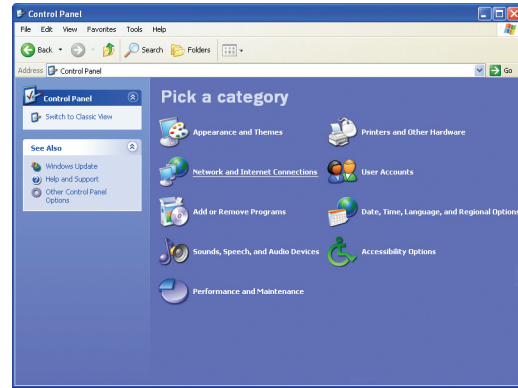 Control Panel
File Edit View Favorites Tools Help
Back Search Folders
Address Control Panel Go
Control Panel
Switch to Classic View
See Also
Windows Update
Help and Support
Other Control Panel
Options
Pick a category
Appearance and Themes
Printers and Other Hardware
Network and Internet Connections
User Accounts
Add or Remove Programs
Date, Time, Language, and Regional Options
Sounds, Speech, and Audio Devices
Accessibility Options
Performance and Maintenance